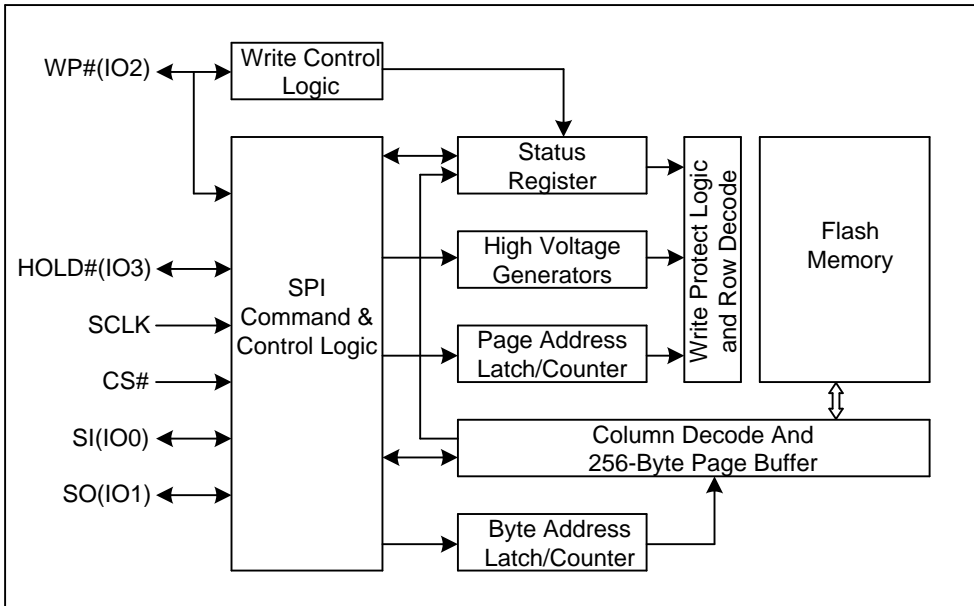 WP#(IO2)
Write Control
Logic
Status
Register
Flash
Memory
HOLD#(IO3)
High Voltage
Generators
SPI
Command &
Control Logic
SCLK
Page Address
Latch/Counter
Write Protect Logic
and Row Decode
CS#
SI(IO0)
Column Decode And
256-Byte Page Buffer
SO(IO1)
Byte Address
Latch/Counter